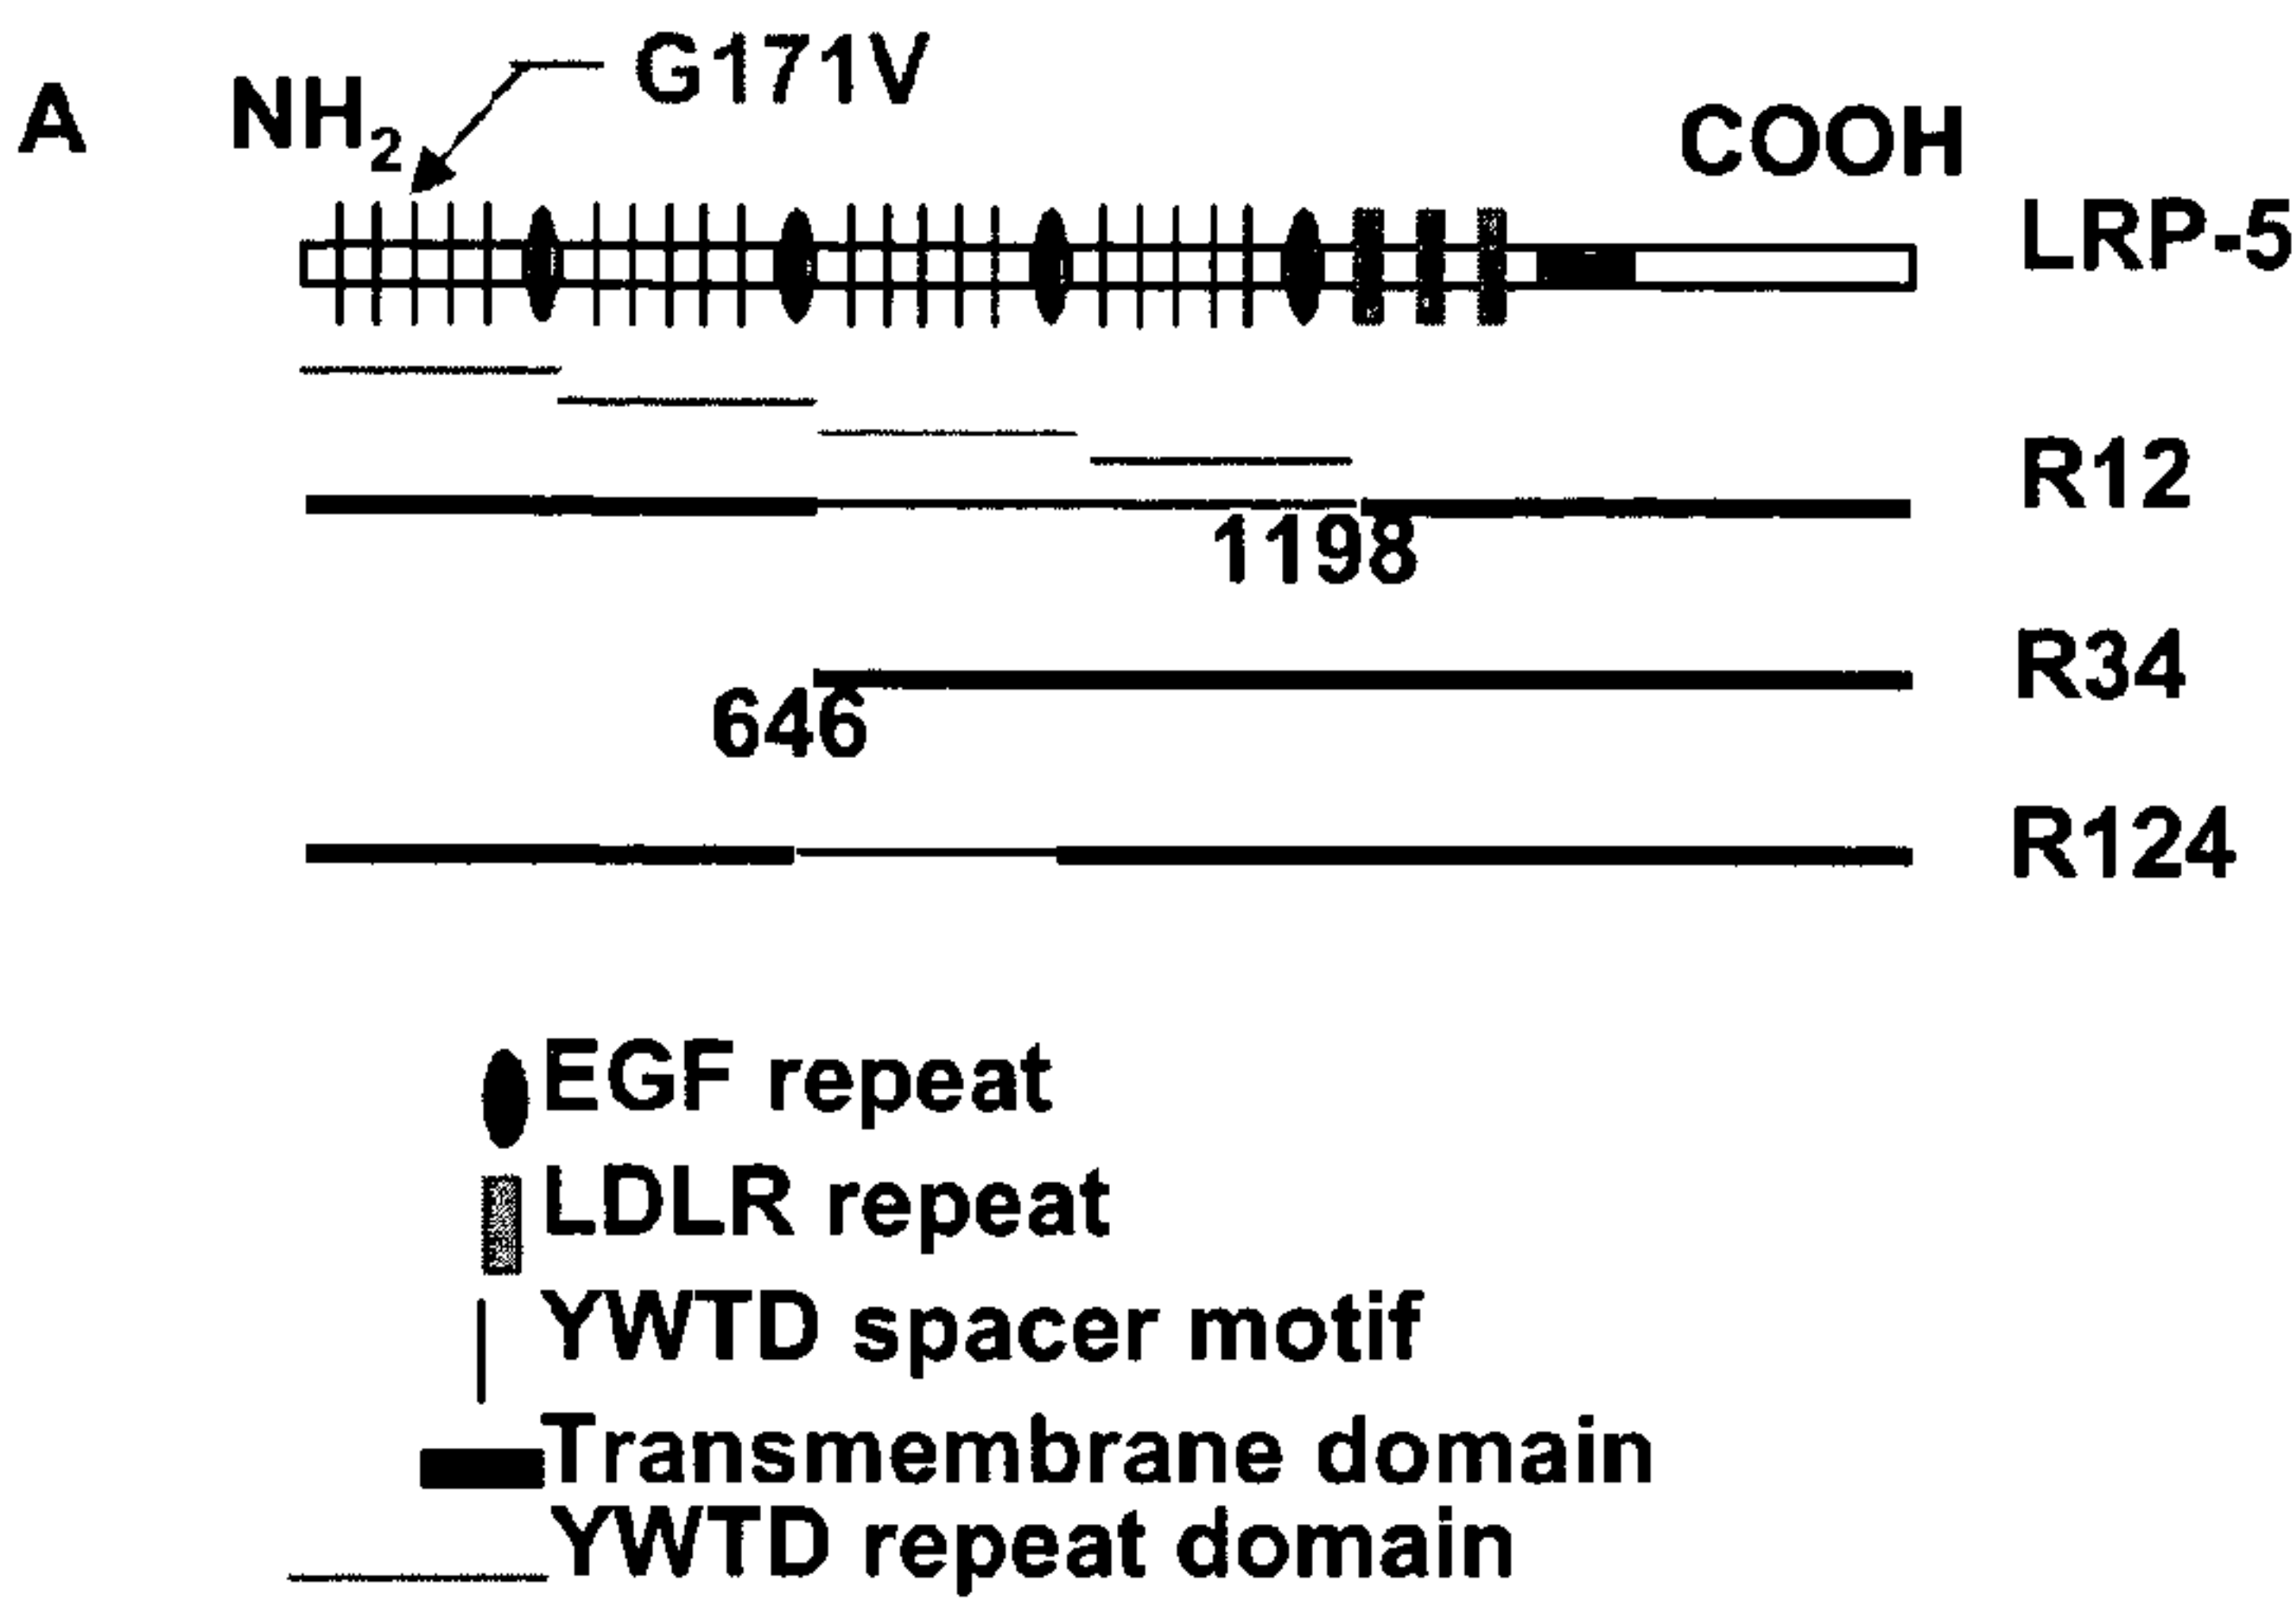 A
NH2
G171V
COOH
LRP-5
R12
1198
R34
646
R124
EGF repeat
LDLR repeat
YWTD spacer motif
Transmembrane domain
YWTD repeat domain